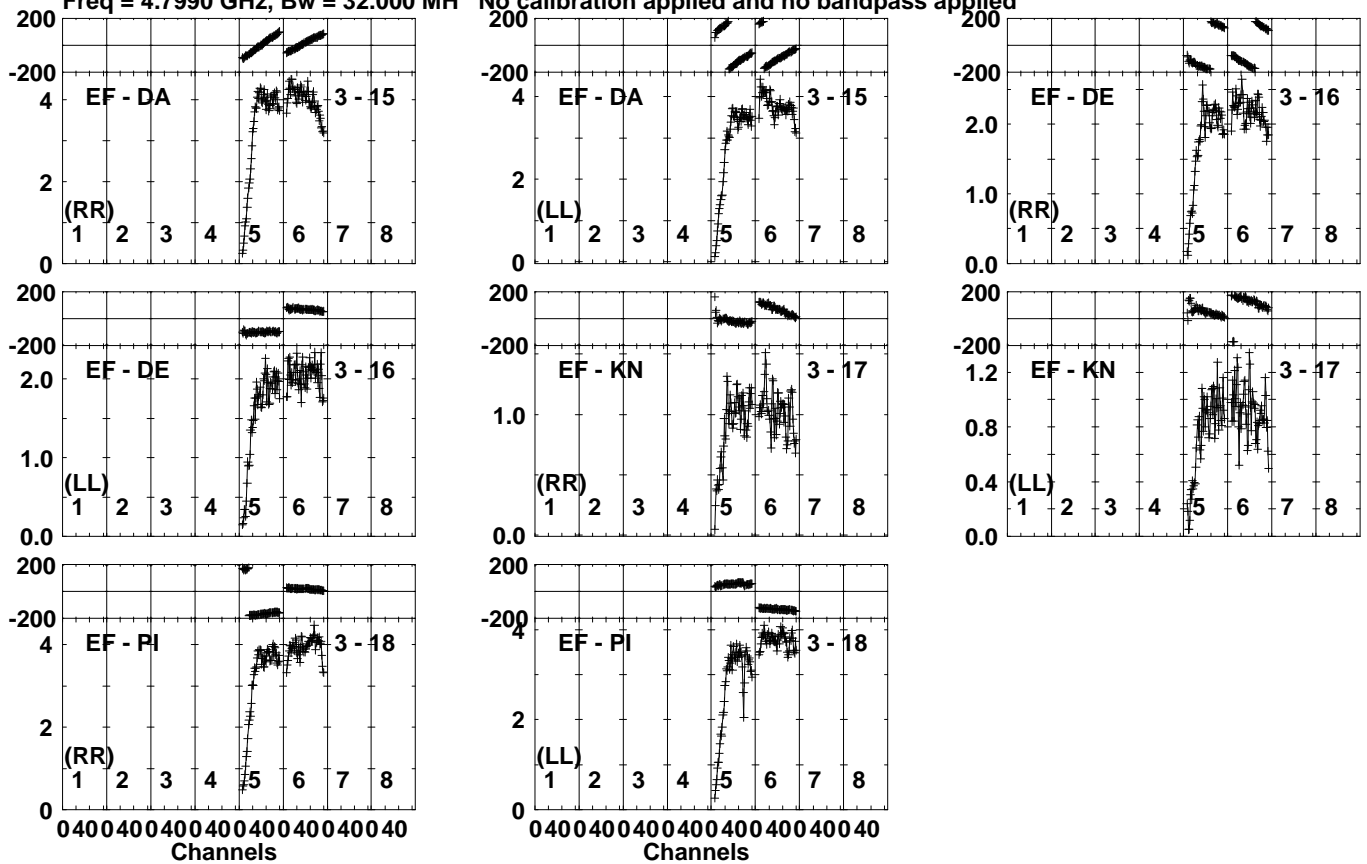 Freq = 4.7990 GHz, Bw = 32.000 MH No calibration applied and no bandpass applied
200
-200
EF - DA 3 - 15
4
2
0
(RR)
1 2 3 4 5 6 7 8
200
-200
EF - DA 3 - 15
4
2
0
(LL)
1 2 3 4 5 6 7 8
200
-200
EF - DE 3 - 16
2.0
1.0
0.0
(RR)
1 2 3 4 5 6 7 8
200
-200
EF - DE 3 - 16
2.0
1.0
0.0
(LL)
1 2 3 4 5 6 7 8
200
-200
EF - KN 3 - 17
1.0
0.0
(RR)
1 2 3 4 5 6 7 8
200
-200
EF - KN 3 - 17
1.2
0.8
0.4
0.0
(LL)
1 2 3 4 5 6 7 8
200
-200
EF - PI 3 - 18
4
2
0
(RR)
1 2 3 4 5 6 7 8
0 40 0 40 0 40 0 40 0 40 0 40 0 40 0 40
Channels
200
-200
EF - PI 3 - 18
4
2
0
(LL)
1 2 3 4 5 6 7 8
0 40 0 40 0 40 0 40 0 40 0 40 0 40 0 40
Channels